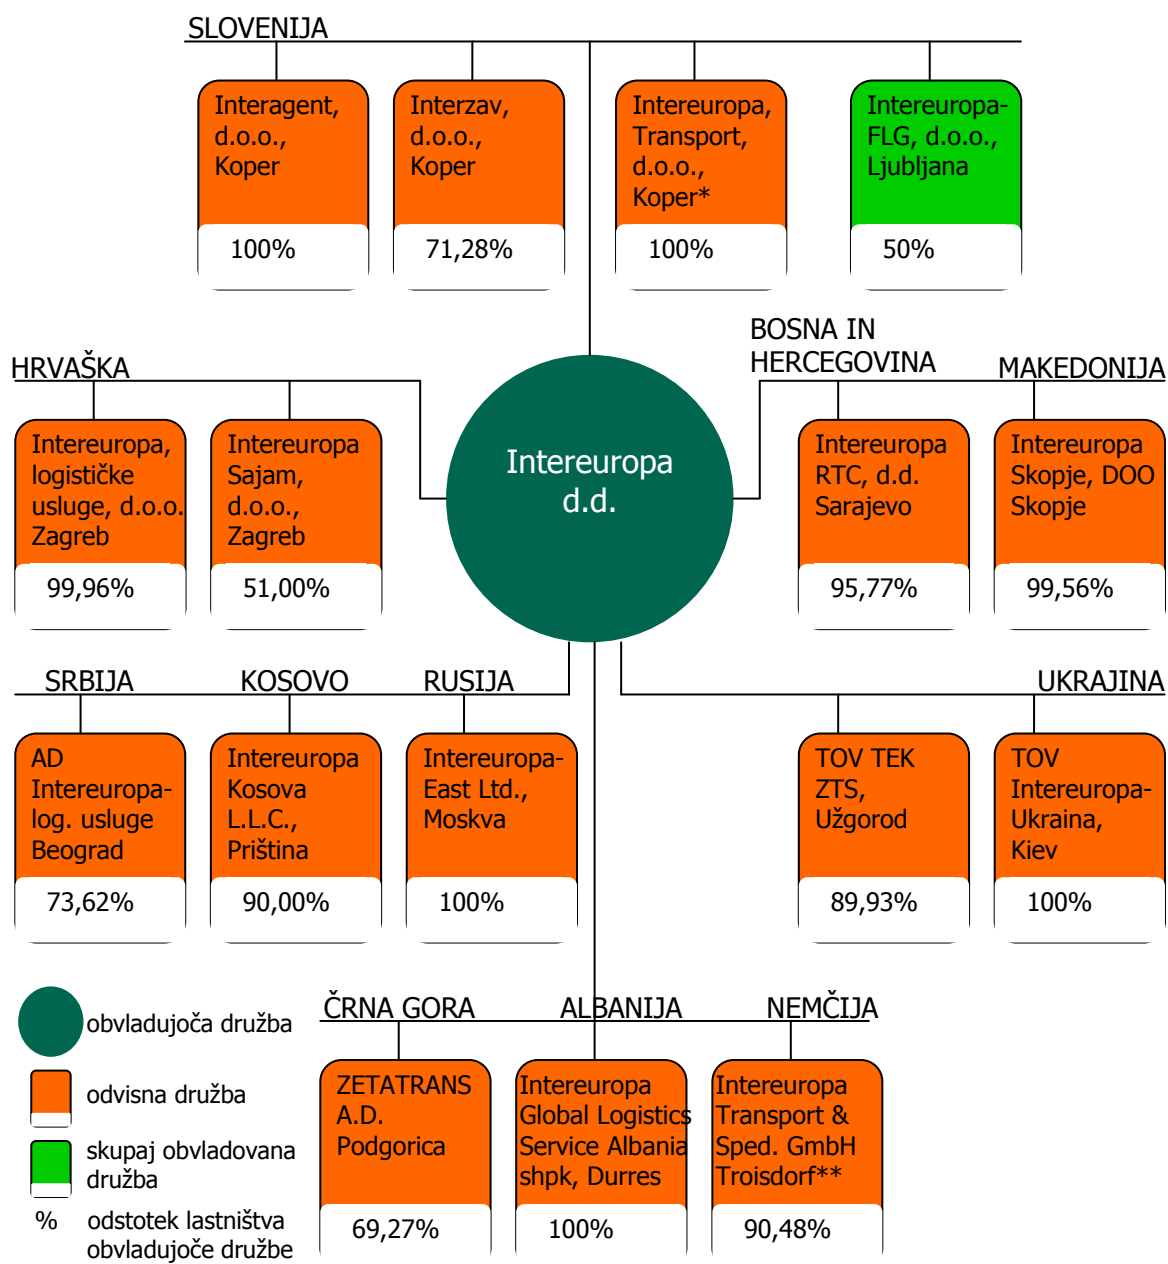 SLOVENIJA
Interagent,
d.o.o.,
Koper
100%
Interzav,
d.o.o.,
Koper
71,28%
Intereuropa,
Transport,
d.o.o.,
Koper*
100%
Intereuropa-
FLG, d.o.o.,
Ljubljana
50%
HRVAŠKA
Intereuropa,
logističke
usluge, d.o.o.
Zagreb
99,96%
Intereuropa
Sajam,
d.o.o.,
Zagreb
51,00%
Intereuropa
d.d.
BOSNA IN
HERCEGOVINA
Intereuropa
RTC, d.d.
Sarajevo
95,77%
MAKEDONIJA
Intereuropa
Skopje, DOO
Skopje
99,56%
SRBIJA
AD
Intereuropa-
log. usluge
Beograd
73,62%
KOSOVO
Intereuropa
Kosova
L.L.C.,
Priština
90,00%
RUSIJA
Intereuropa-
East Ltd.,
Moskva
100%
UKRAJINA
TOV TEK
ZTS,
Užgorod
89,93%
TOV
Intereuropa-
Ukraina,
Kiev
100%
ČRNA GORA
ZETATRANS
A.D.
Podgorica
69,27%
ALBANIJA
Intereuropa
Global Logistics
Service Albania
shpk, Durres
100%
NEMČIJA
Intereuropa
Transport &
Sped. GmbH
Troisdorf**
90,48%
obvladujoča družba
odvisna družba
skupaj obvladovana
družba
% odstotek lastništva
obvladujoče družbe